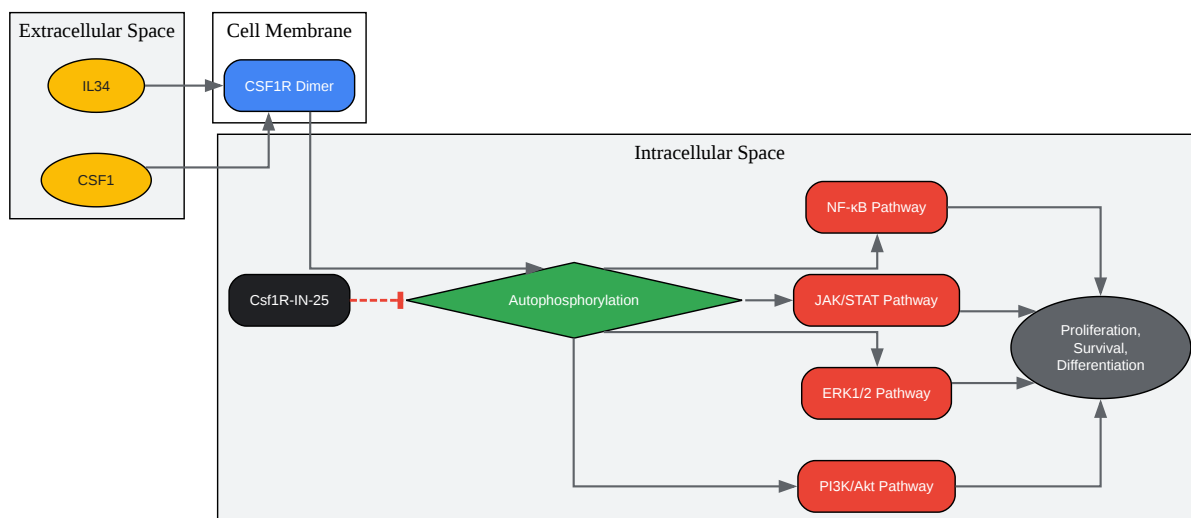 Extracellular Space
IL34
CSF1
Cell Membrane
CSF1R Dimer
Intracellular Space
Csf1R-IN-25
Autophosphorylation
NF-κB Pathway
JAK/STAT Pathway
ERK1/2 Pathway
PI3K/Akt Pathway
Proliferation,
Survival,
Differentiation